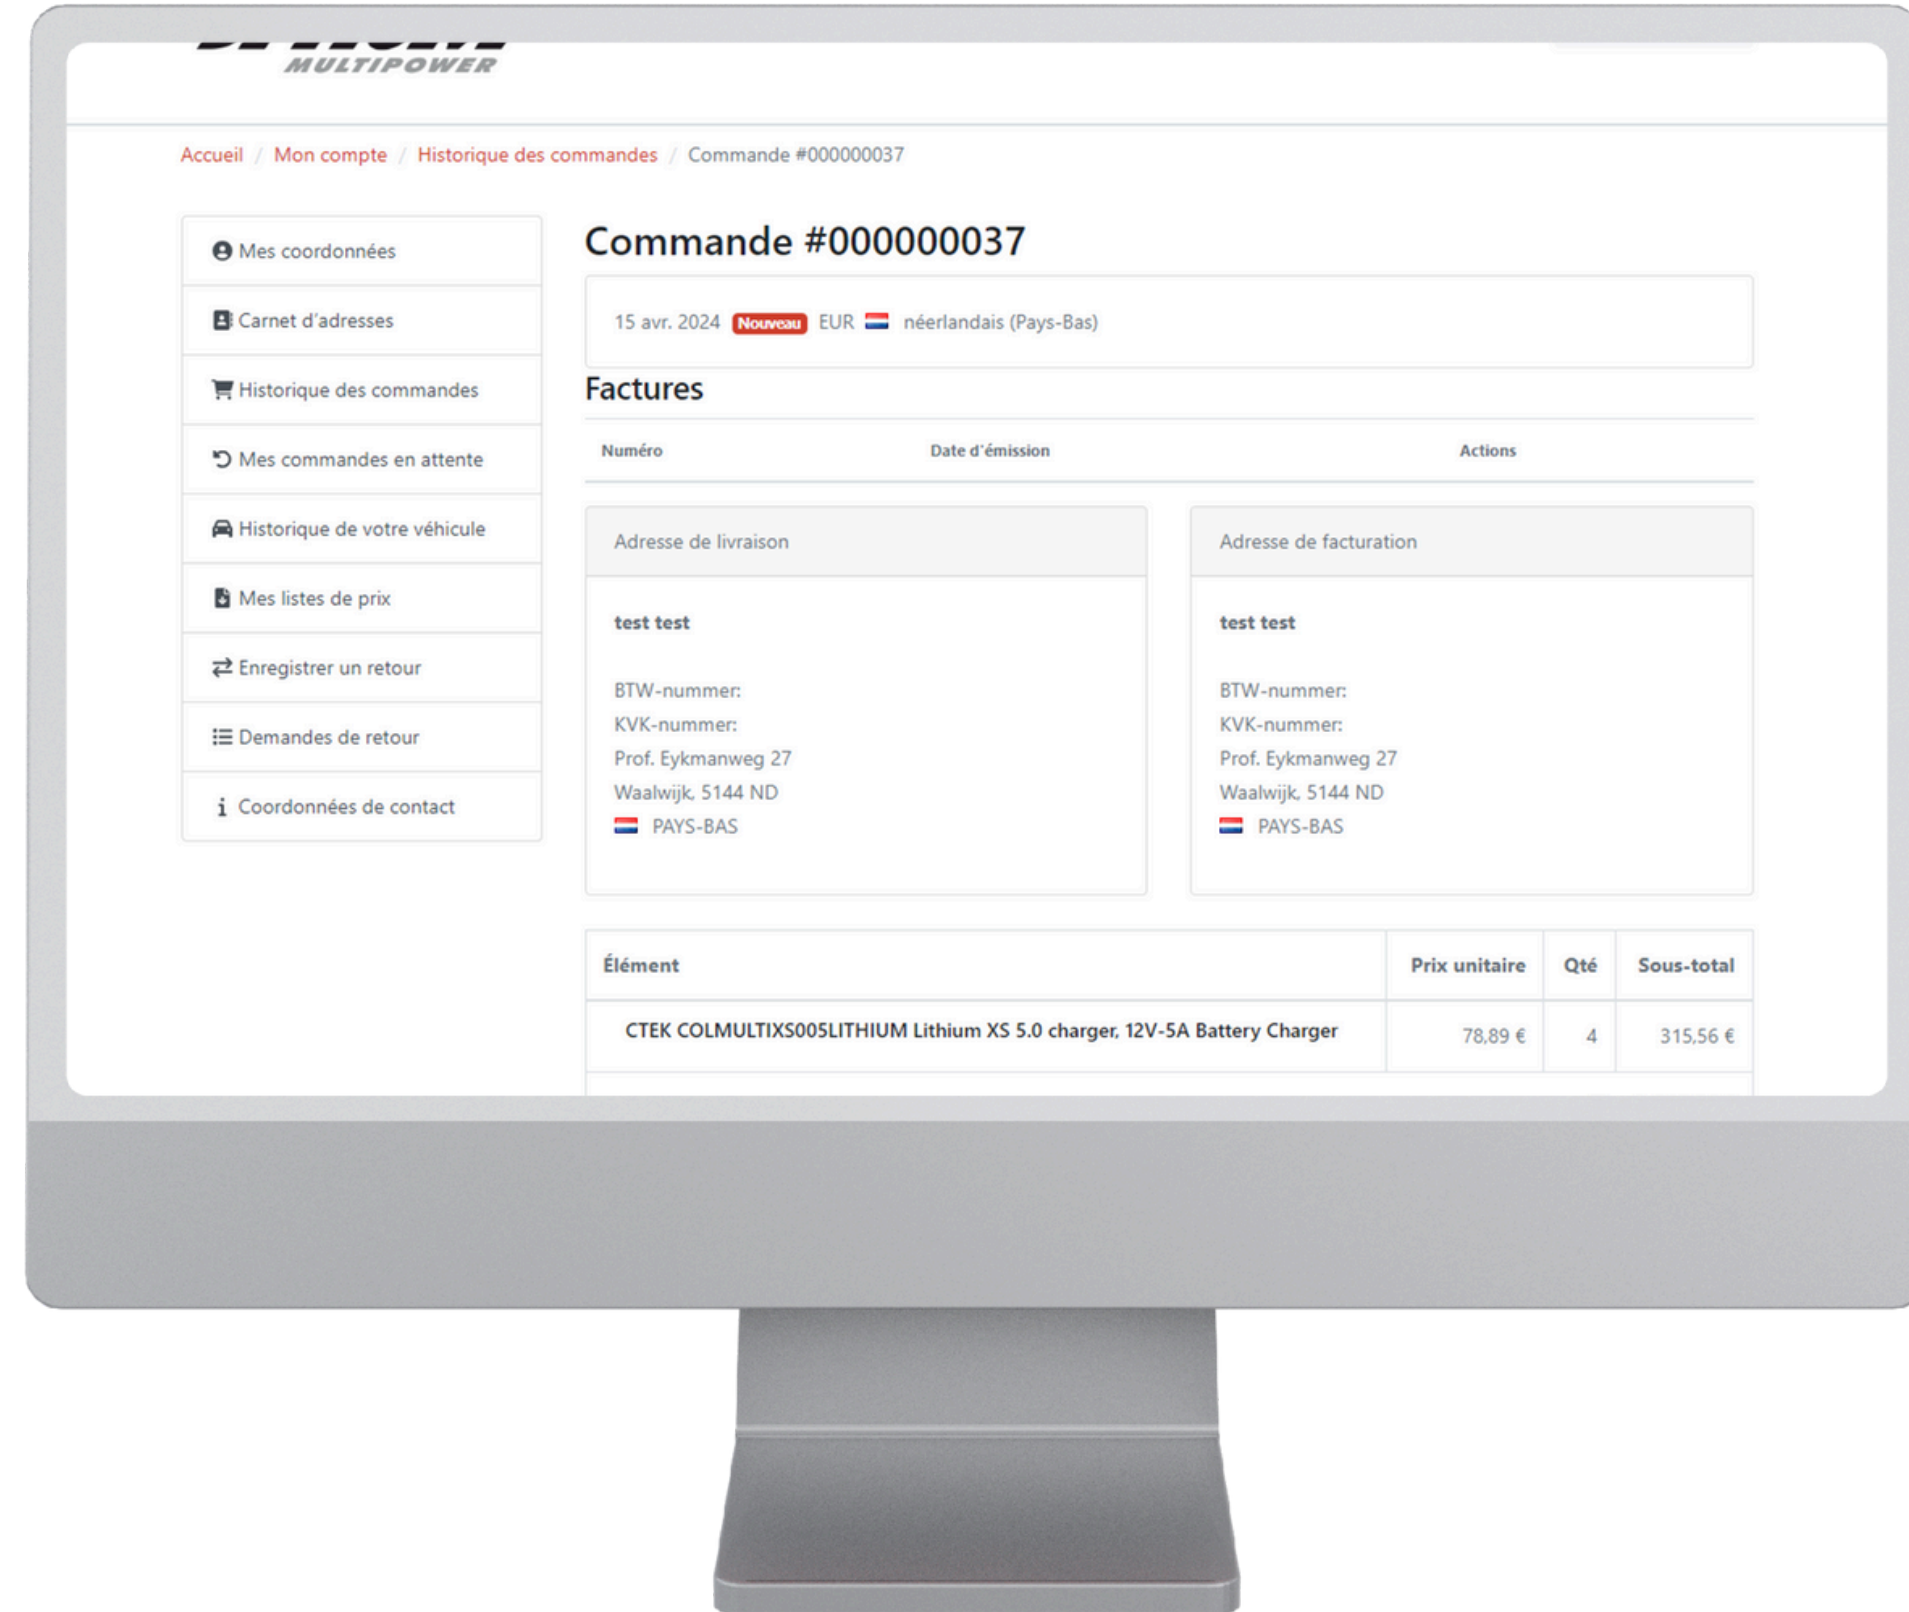 MULTIPOWER
Accueil / Mon compte / Historique des commandes / Commande #000000037
Mes coordonnées
Carnet d'adresses
Historique des commandes
Mes commandes en attente
Historique de votre véhicule
Mes listes de prix
Enregistrer un retour
Demandes de retour
Coordonnées de contact
Commande #000000037
15 avr. 2024 Nouveau EUR néerlandais (Pays-Bas)
Factures
Numéro Date d'émission Actions
Adresse de livraison
test test
BTW-nummer:
KVK-nummer:
Prof. Eykmanweg 27
Waalwijk, 5144 ND
PAYS-BAS
Adresse de facturation
test test
BTW-nummer:
KVK-nummer:
Prof. Eykmanweg 27
Waalwijk, 5144 ND
PAYS-BAS
Élément Prix unitaire Qté Sous-total
CTEK COLMULTIXS005LITHIUM Lithium XS 5.0 charger, 12V-5A Battery Charger 78,89 € 4 315,56 €